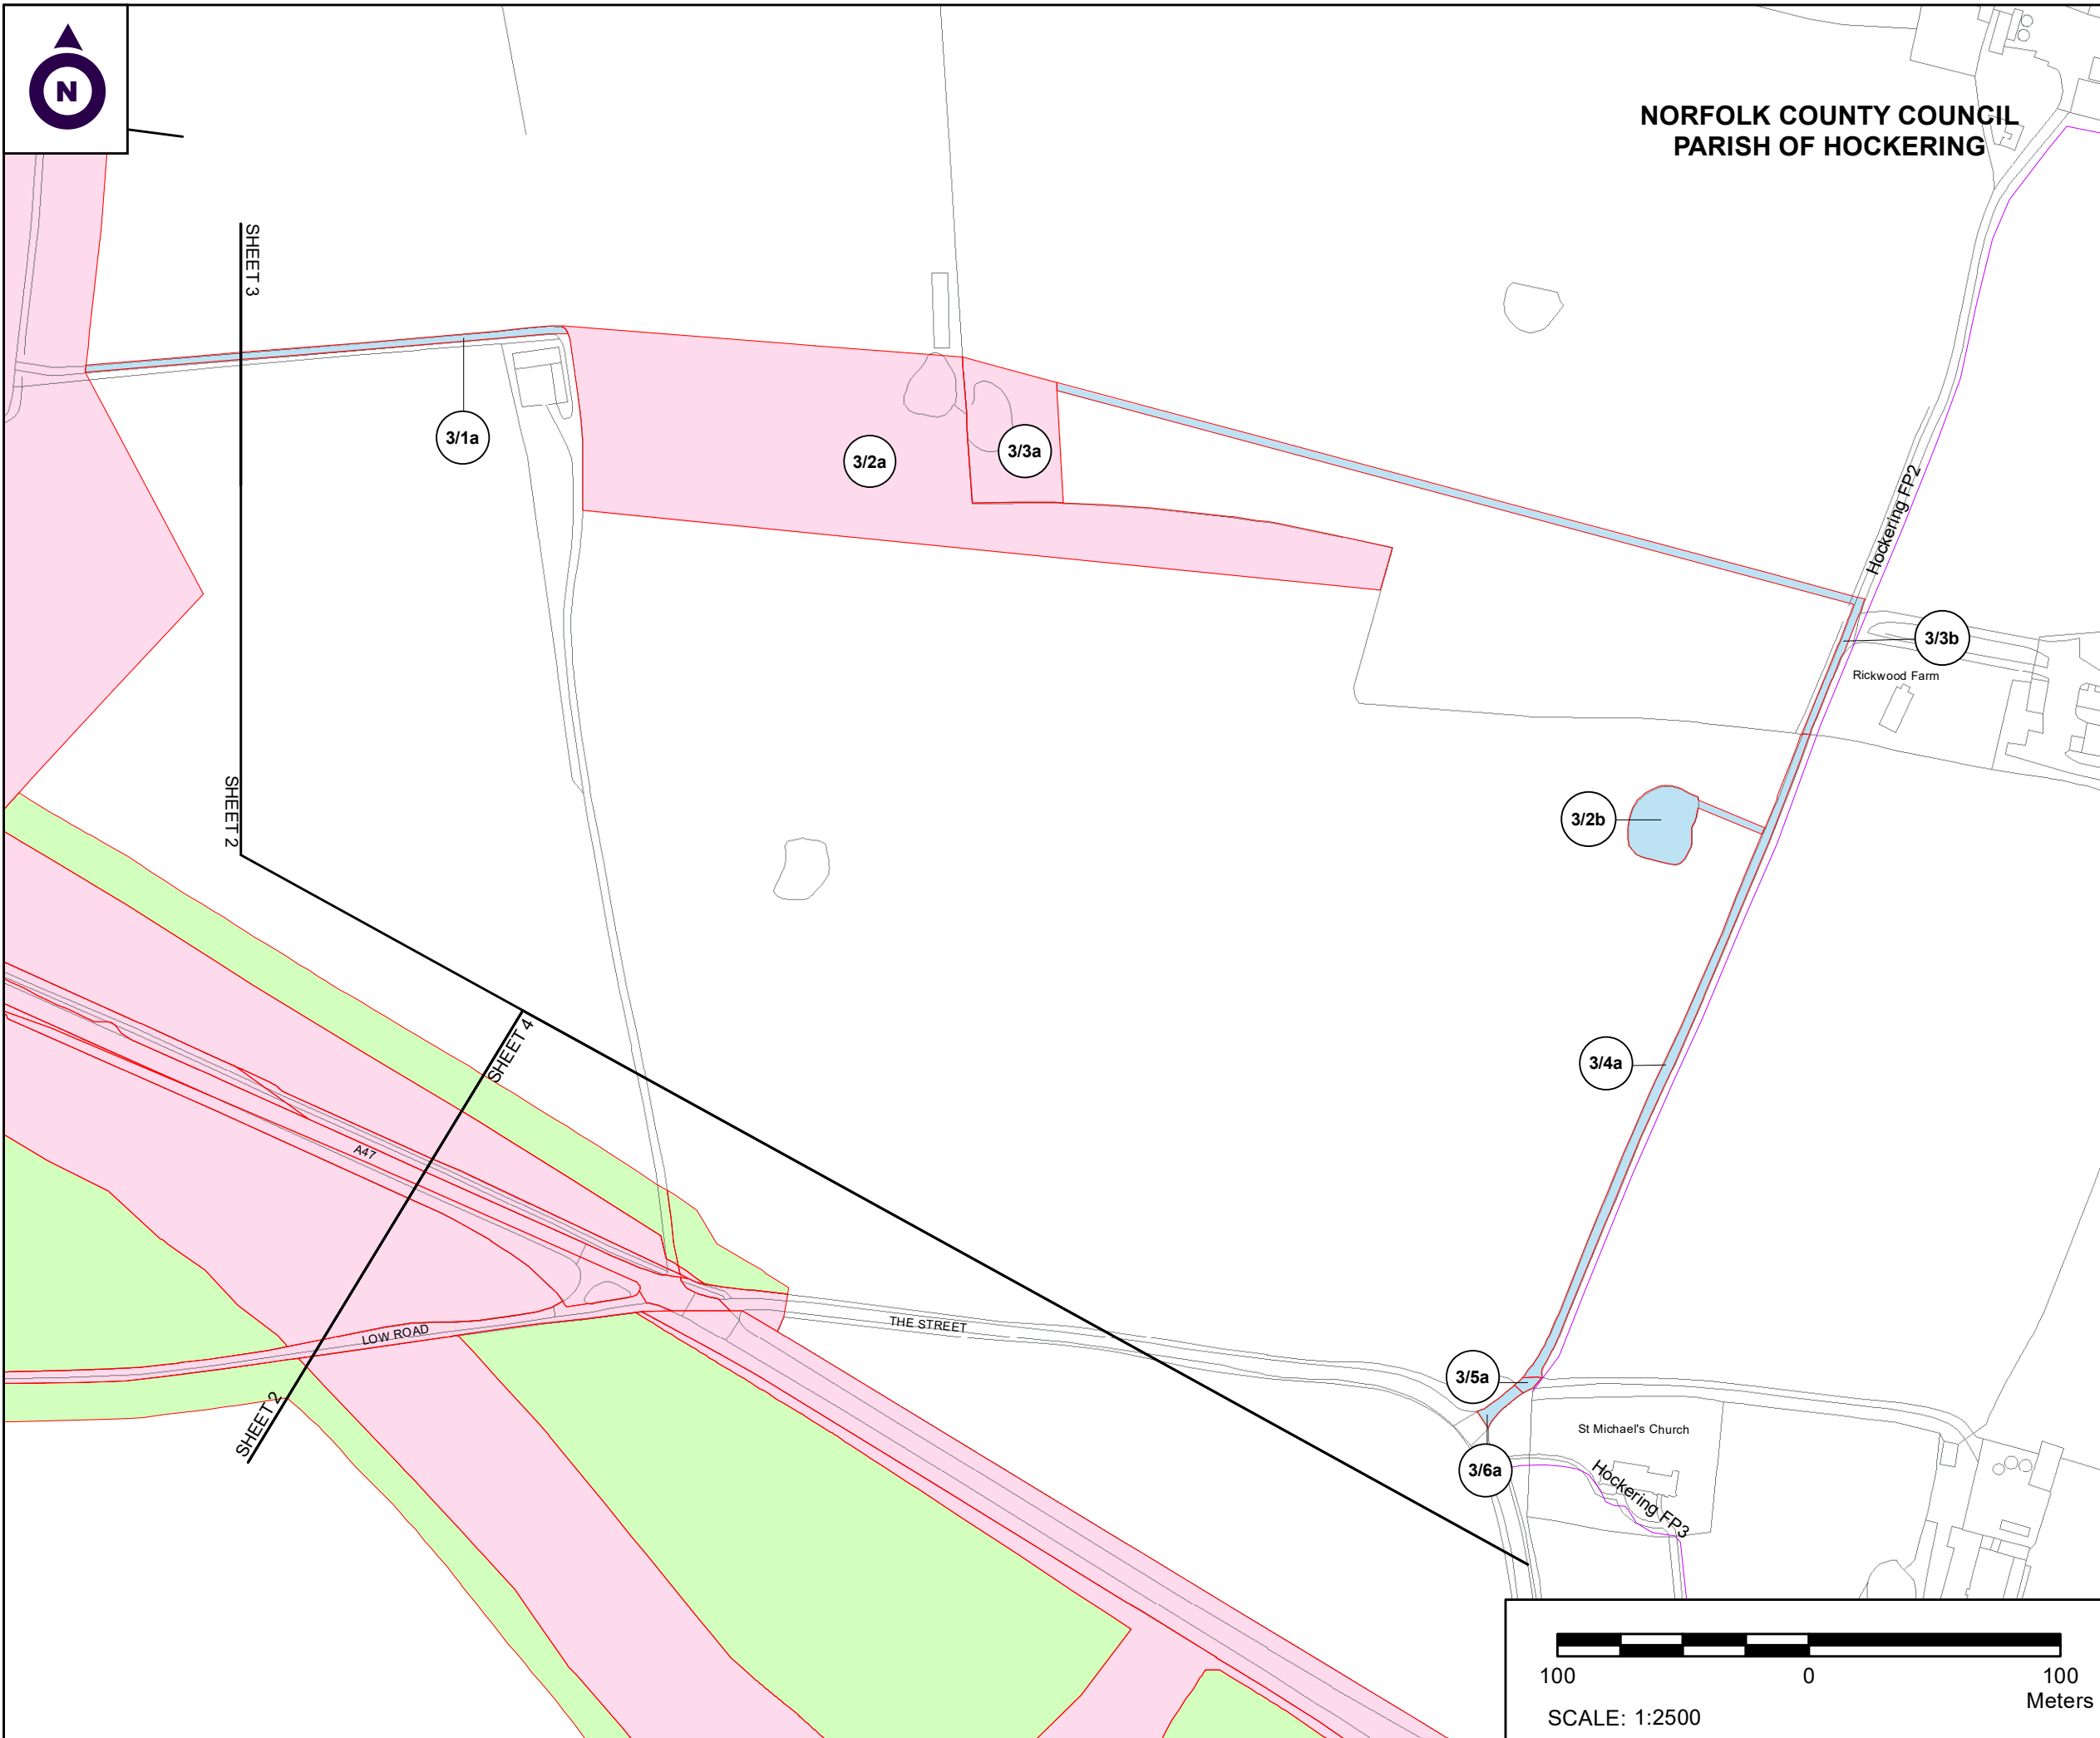 N
NORFOLK COUNTY COUNCIL
PARISH OF HOCKERING
SHEET 3
3/1a
3/2a
3/3a
Hockering FP2
3/3b
Rickwood Farm
SHEET 2
3/2b
SHEET 4
3/4a
A47
LOW ROAD
THE STREET
3/5a
SHEET 2
St Michael's Church
3/6a
Hockering FP3
100 0 100
Meters
SCALE: 1:2500